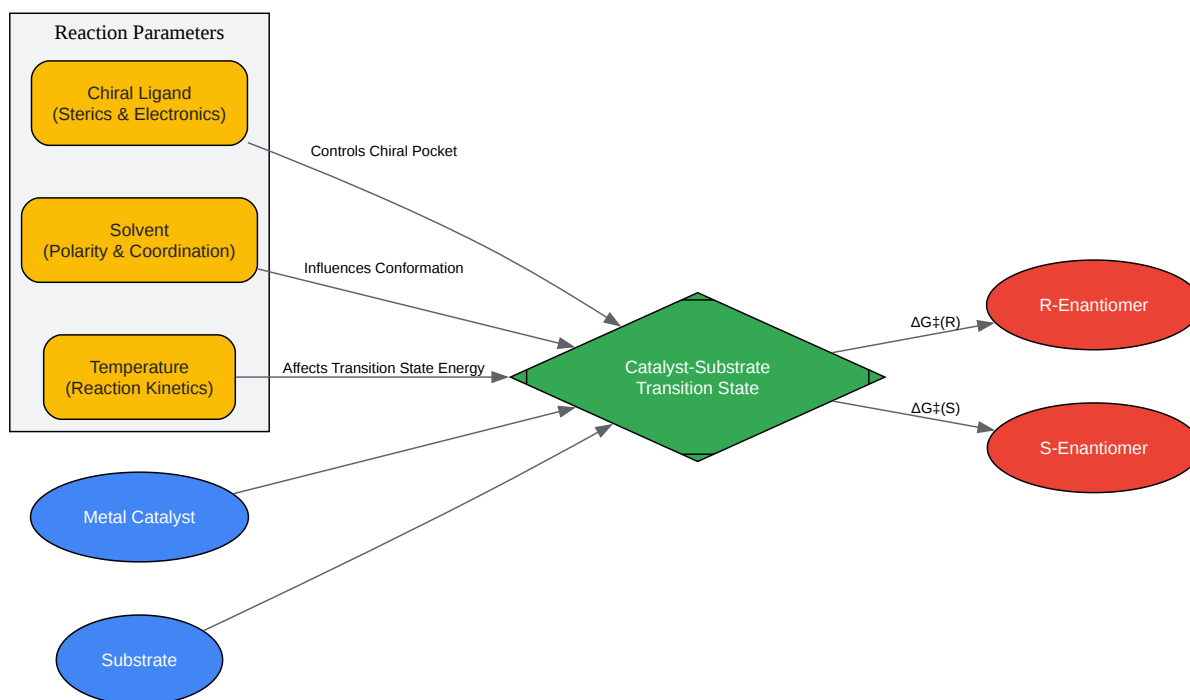 Reaction Parameters
Chiral Ligand
(Sterics & Electronics)
Controls Chiral Pocket
Solvent
(Polarity & Coordination)
Influences Conformation
Temperature
(Reaction Kinetics)
Affects Transition State Energy
Metal Catalyst
Substrate
Catalyst-Substrate
Transition State
ΔG‡(R)
R-Enantiomer
ΔG‡(S)
S-Enantiomer